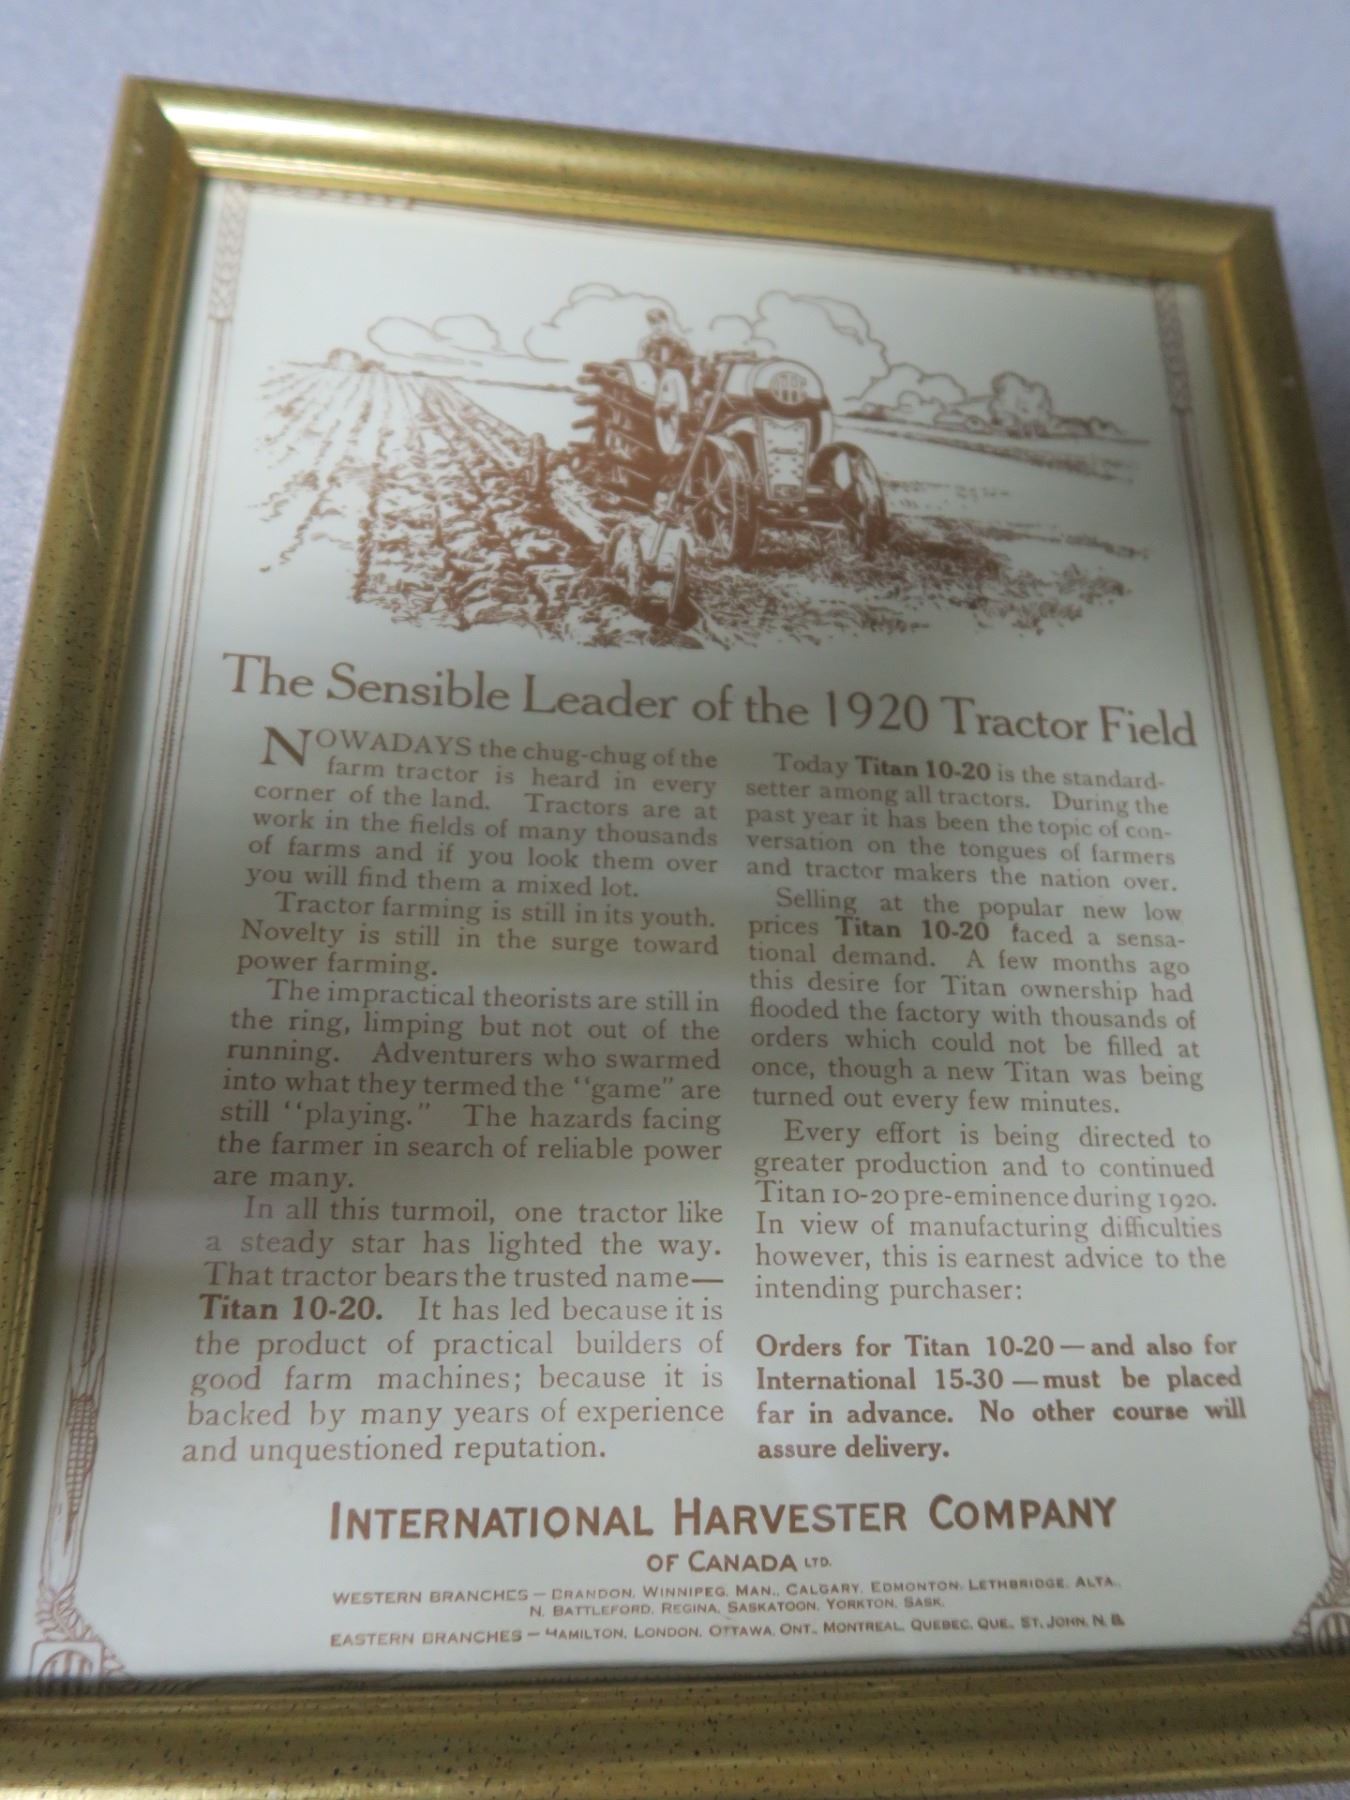 The Sensible Leader of the 1920 Tractor Field
NOWADAYS the chug-chug of the
farm tractor is heard in every
corner of the land. Tractors are at
work in the fields of many thousands
of farms and if you look them over
you will find them a mixed lot.
Tractor farming is still in its youth.
Novelty is still in the surge toward
power farming.
The impractical theorists are still in
the ring, limping but not out of the
running. Adventurers who swarmed
into what they termed the "game" are
still "playing." The hazards facing
the farmer in search of reliable power
are many.
In all this turmoil, one tractor like
a steady star has lighted the way.
That tractor bears the trusted name—
Titan 10-20. It has led because it is
the product of practical builders of
good farm machines; because it is
backed by many years of experience
and unquestioned reputation.
Today Titan 10-20 is the standard-
setter among all tractors. During the
past year it has been the topic of con-
versation on the tongues of farmers
and tractor makers the nation over.
Selling at the popular new low
prices Titan 10-20 faced a sensa-
tional demand. A few months ago
this desire for Titan ownership had
flooded the factory with thousands of
orders which could not be filled at
once, though a new Titan was being
turned out every few minutes.
Every effort is being directed to
greater production and to continued
Titan 10-20 pre-eminence during 1920.
In view of manufacturing difficulties
however, this is earnest advice to the
intending purchaser:
Orders for Titan 10-20 — and also for
International 15-30 — must be placed
far in advance. No other course will
assure delivery.
INTERNATIONAL HARVESTER COMPANY
OF CANADA LTD.
WESTERN BRANCHES — BRANDON, WINNIPEG, MAN., CALGARY, EDMONTON, LETHBRIDGE, ALTA.,
N. BATTLEFORD, REGINA, SASKATOON, YORKTON, SASK.
EASTERN BRANCHES — HAMILTON, LONDON, OTTAWA, ONT., MONTREAL, QUEBEC, QUE., ST. JOHN, N. B.